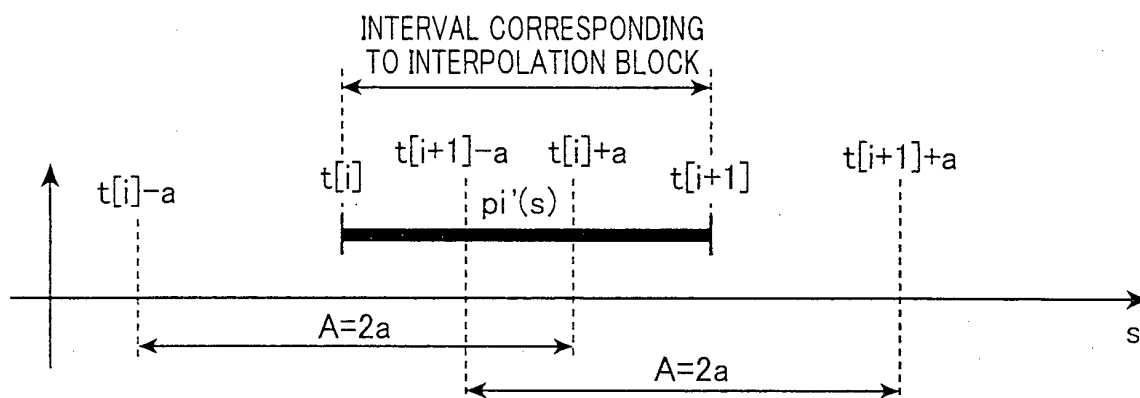 INTERVAL CORRESPONDING
TO INTERPOLATION BLOCK
t[i]−a
t[i]
t[i+1]−a
t[i]+a
t[i+1]
t[i+1]+a
pi'(s)
s
A=2a
A=2a